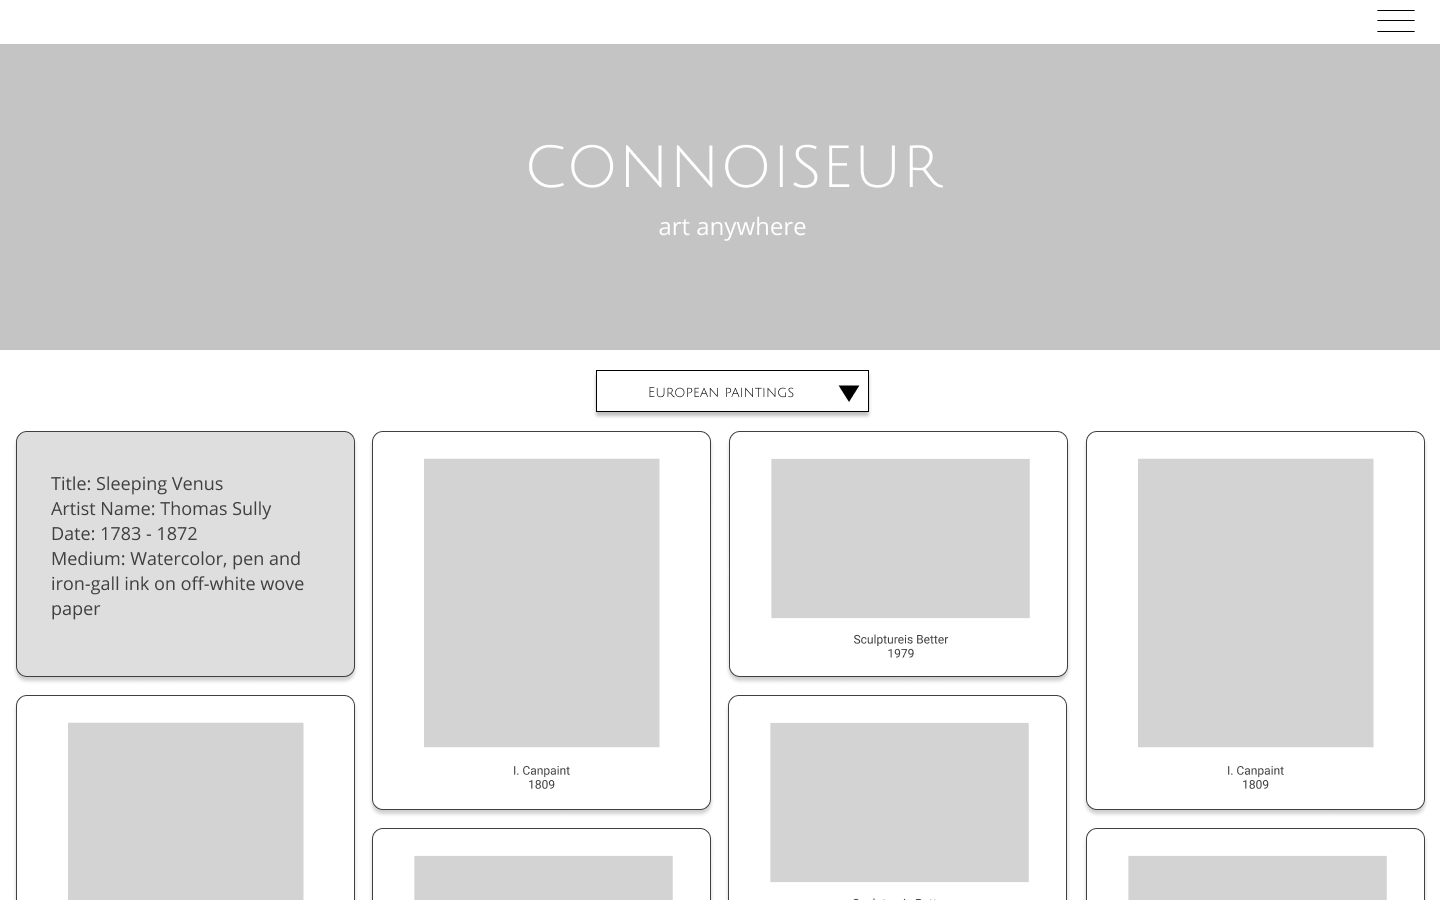 CONNOISEUR
art anywhere
European paintings
Title: Sleeping Venus
Artist Name: Thomas Sully
Date: 1783 - 1872
Medium: Watercolor, pen and
iron-gall ink on off-white wove
paper
I. Canpaint
1809
Sculptureis Better
1979
I. Canpaint
1809